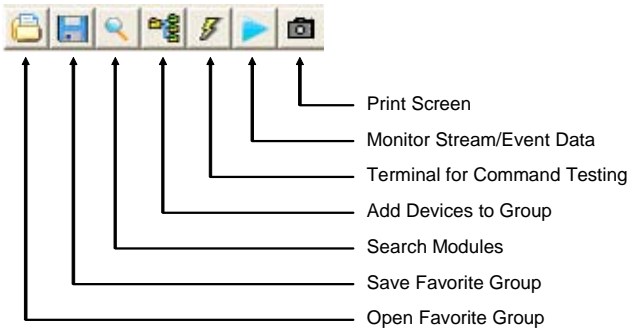 Print Screen
Monitor Stream/Event Data
Terminal for Command Testing
Add Devices to Group
Search Modules
Save Favorite Group
Open Favorite Group